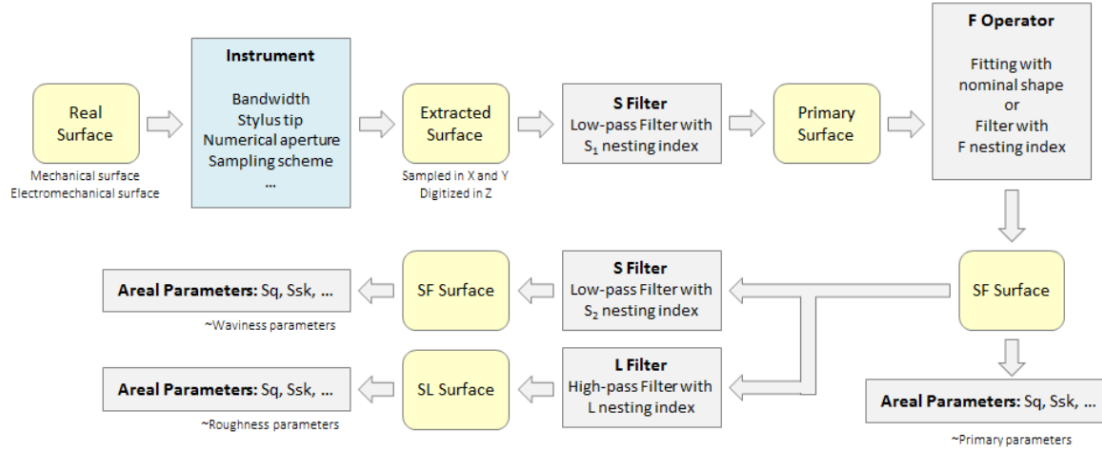 Real
Surface
Mechanical surface
Electromechanical surface
Instrument
Bandwidth
Stylus tip
Numerical aperture
Sampling scheme
...
Extracted
Surface
Sampled in X and Y
Digitized in Z
S Filter
Low-pass Filter with
S₁ nesting index
Primary
Surface
F Operator
Fitting with
nominal shape
or
Filter with
F nesting index
SF Surface
Areal Parameters: Sq, Ssk, ...
~Primary parameters
S Filter
Low-pass Filter with
S₂ nesting index
SF Surface
Areal Parameters: Sq, Ssk, ...
~Waviness parameters
L Filter
High-pass Filter with
L nesting index
SL Surface
Areal Parameters: Sq, Ssk, ...
~Roughness parameters